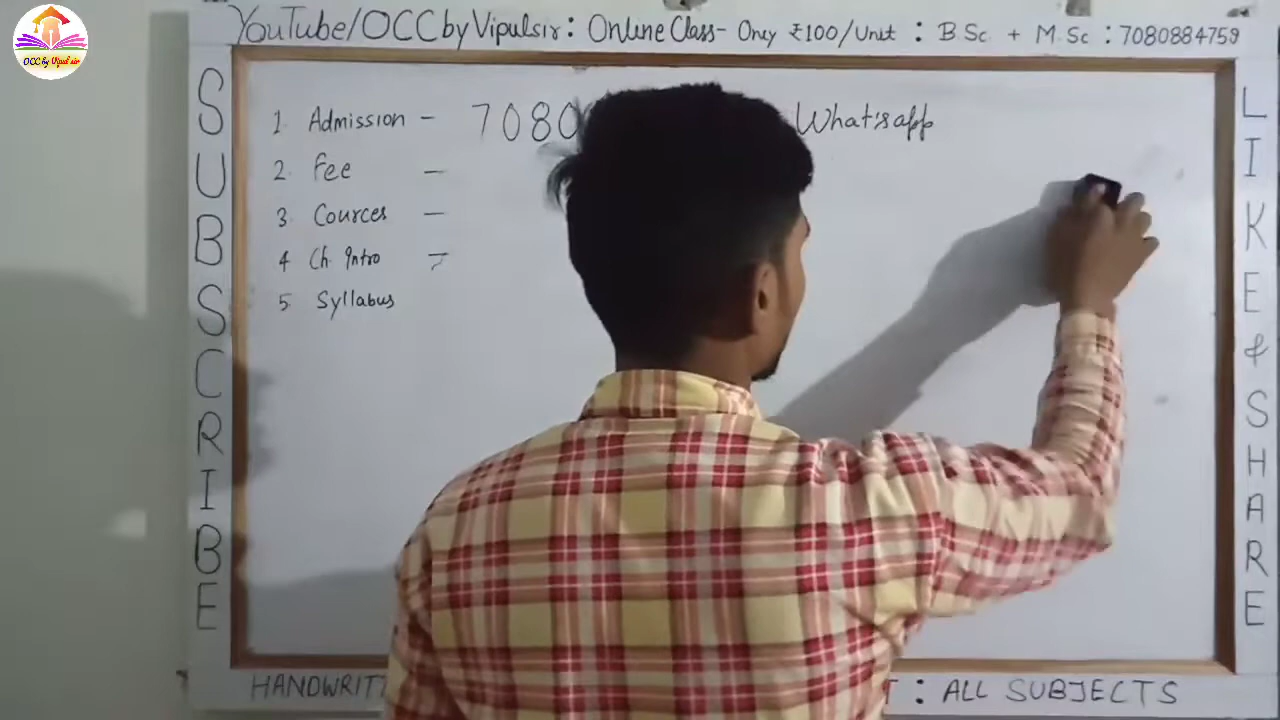 OCC by Vipul sir
YouTube/OCC by Vipulsir : Online Class- Only ₹100/Unit : B Sc + M. Sc : 7080884759
SUBSCRIBE
1. Admission - 7080 Whatsapp
2. Fee -
3. Cources -
4 Ch. Intro -
5. Syllabus
LIKE & SHARE
: ALL SUBJECTS